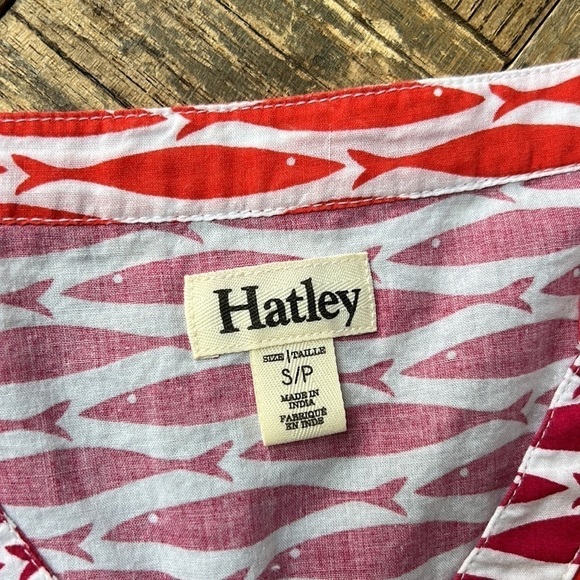 Hatley
SIZE | TAILLE
S/P
MADE IN
INDIA
FABRIQUÉ
EN INDE